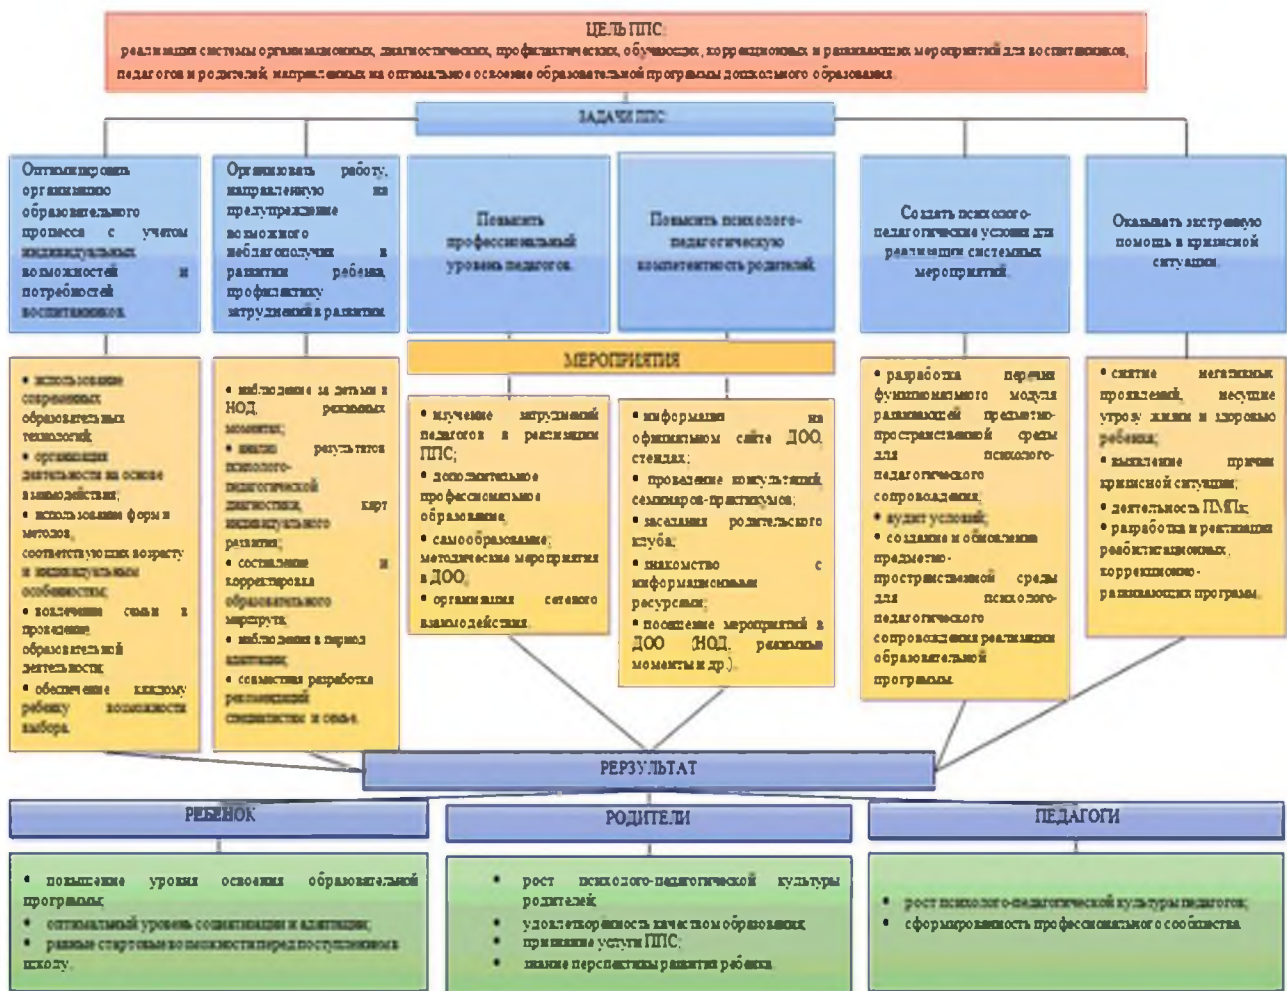 ЦЕЛЬ ППС:
реализация системы организационных, диагностических, профилактических, обучающих, коррекционных и развивающих мероприятий для воспитанников,
педагогов и родителей, направленных на оптимальное освоение образовательной программы дошкольного образования.
ЗАДАЧИ ППС:
Оптимизировать
организацию
образовательного
процесса с учетом
индивидуальных
возможностей и
потребностей
воспитанников.
Организовать работу,
направленную на
предупреждение
возможного
неблагополучия в
развитии ребенка,
профилактику
затруднений в развитии.
Повысить
профессиональный
уровень педагогов.
Повысить психолого-
педагогическую
компетентность родителей.
Создать психолого-
педагогические условия для
реализации системных
мероприятий.
Оказывать экстренную
помощь в кризисной
ситуации.
МЕРОПРИЯТИЯ
• использование
современных
образовательных
технологий;
• организация
деятельности на основе
взаимодействия;
• использование форм и
методов,
соответствующих возрасту
и индивидуальным
особенностям;
• вовлечение семьи в
проведение
образовательной
деятельности;
• обеспечение каждому
ребенку возможности
выбора.
• наблюдение за детьми в
НОД, режимных
моментах;
• анализ результатов
психолого-
педагогической
диагностики, карт
индивидуального
развития;
• составление и
корректировка
образовательного
маршрута;
• наблюдения в период
адаптации;
• совместная разработка
рекомендаций
специалистам и семье.
• изучение затруднений
педагогов в реализации
ППС;
• дополнительное
профессиональное
образование;
• самообразование;
методические мероприятия
в ДОО;
• организация сетевого
взаимодействия.
• информация на
официальном сайте ДОО,
стендах;
• проведение консультаций,
семинаров-практикумов;
• заседания родительского
клуба;
• знакомство с
информационными
ресурсами;
• посещение мероприятий в
ДОО (НОД, режимные
моменты и др.).
• разработка перечня
функционального модуля
развивающей предметно-
пространственной среды
для психолого-
педагогического
сопровождения;
• аудит условий;
• создание и обновления
предметно-
пространственной среды
для психолого-
педагогического
сопровождения реализации
образовательной
программы.
• снятие негативных
проявлений, несущие
угрозу жизни и здоровью
ребенка;
• выявление причин
кризисной ситуации;
• деятельность ПМПк;
• разработка и реализация
реабилитационных,
коррекционно-
развивающих программ.
РЕРЗУЛЬТАТ
РЕБЕНОК
РОДИТЕЛИ
ПЕДАГОГИ
• повышение уровня освоения образовательной
программы;
• оптимальный уровень социализации и адаптации;
• равные стартовые возможности перед поступлением в
школу.
• рост психолого-педагогической культуры
родителей;
• удовлетворённость качеством образования;
• признание услуги ППС;
• знание перспективы развития ребенка.
• рост психолого-педагогической культуры педагогов;
• сформированность профессионального сообщества.